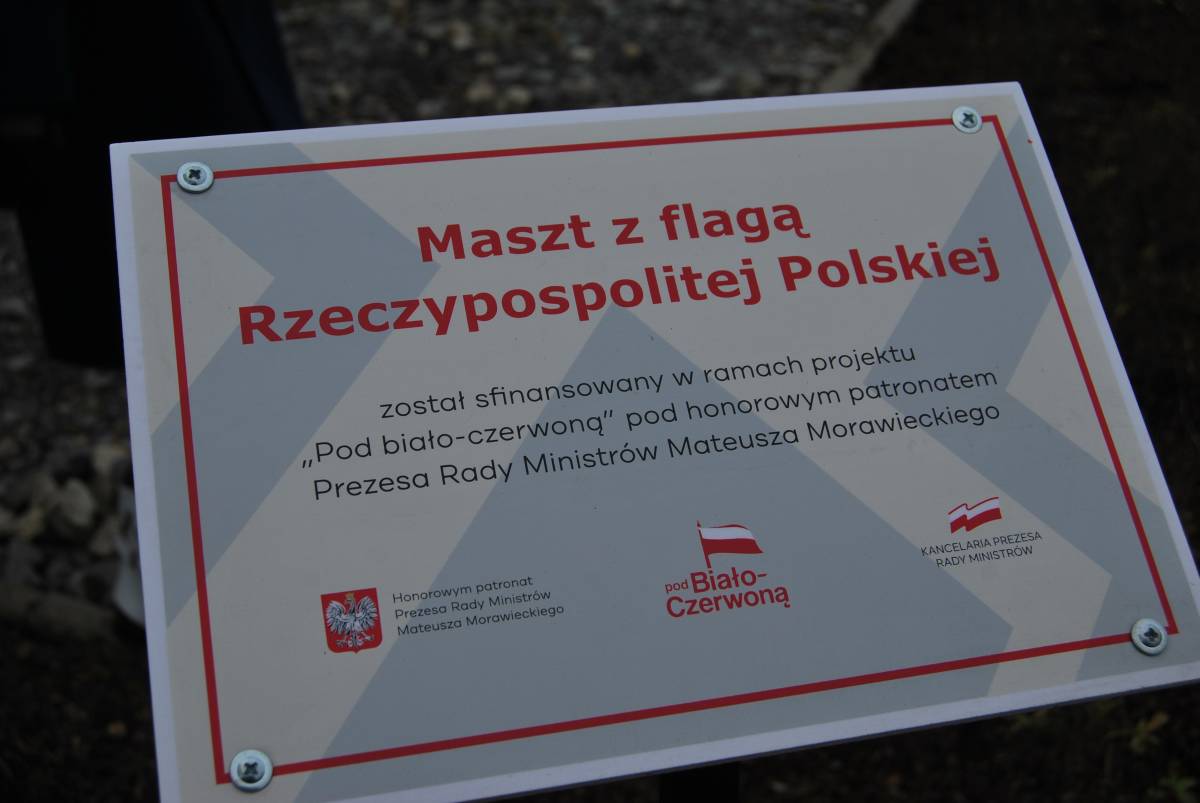 Maszt z flagą
Rzeczypospolitej Polskiej
został sfinansowany w ramach projektu
„Pod biało-czerwoną” pod honorowym patronatem
Prezesa Rady Ministrów Mateusza Morawieckiego
Honorowym patronat
Prezesa Rady Ministrów
Mateusza Morawieckiego
pod Biało-
Czerwoną
KANCELARIA PREZESA
RADY MINISTRÓW